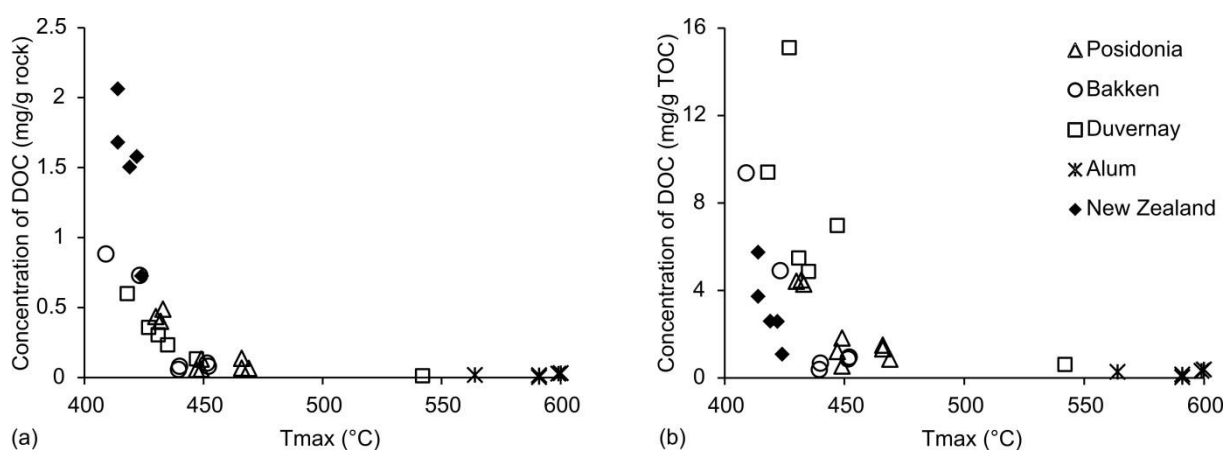 2.5
2
1.5
1
0.5
0
400
450
500
550
600
Concentration of DOC (mg/g rock)
Tmax (°C)
(a)
16
12
8
4
0
400
450
500
550
600
Concentration of DOC (mg/g TOC)
Tmax (°C)
(b)
Posidonia
Bakken
Duvernay
Alum
New Zealand